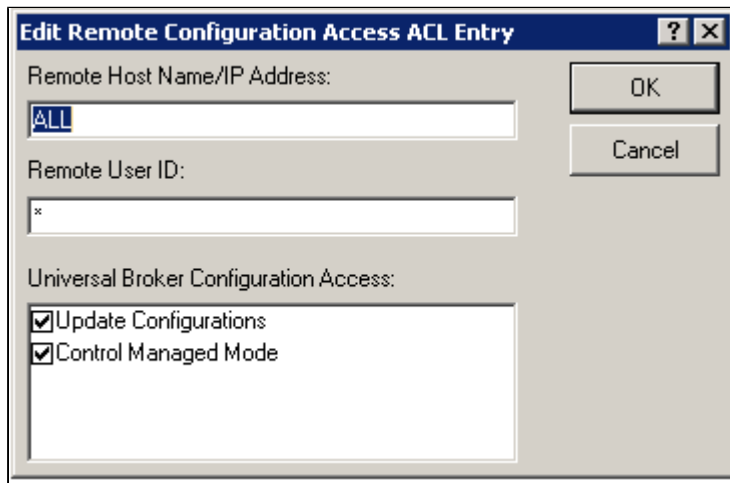 Edit Remote Configuration Access ACL Entry
Remote Host Name/IP Address:
ALL
OK
Cancel
Remote User ID:
*
Universal Broker Configuration Access:
Update Configurations
Control Managed Mode